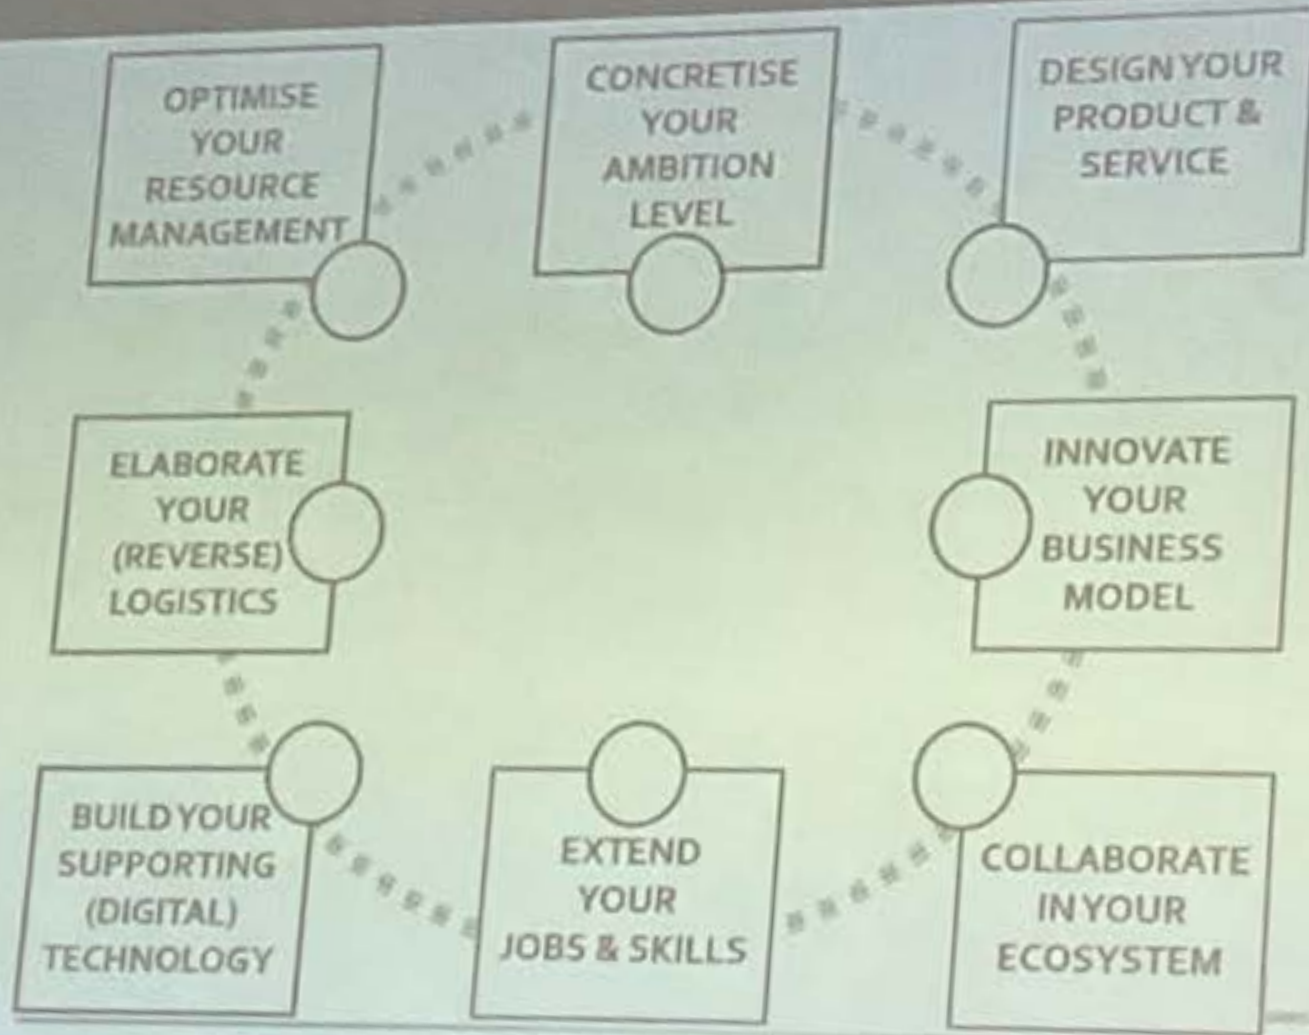 OPTIMISE
YOUR
RESOURCE
MANAGEMENT
CONCRETISE
YOUR
AMBITION
LEVEL
DESIGN YOUR
PRODUCT &
SERVICE
ELABORATE
YOUR
(REVERSE)
LOGISTICS
INNOVATE
YOUR
BUSINESS
MODEL
BUILD YOUR
SUPPORTING
(DIGITAL)
TECHNOLOGY
EXTEND
YOUR
JOBS & SKILLS
COLLABORATE
IN YOUR
ECOSYSTEM